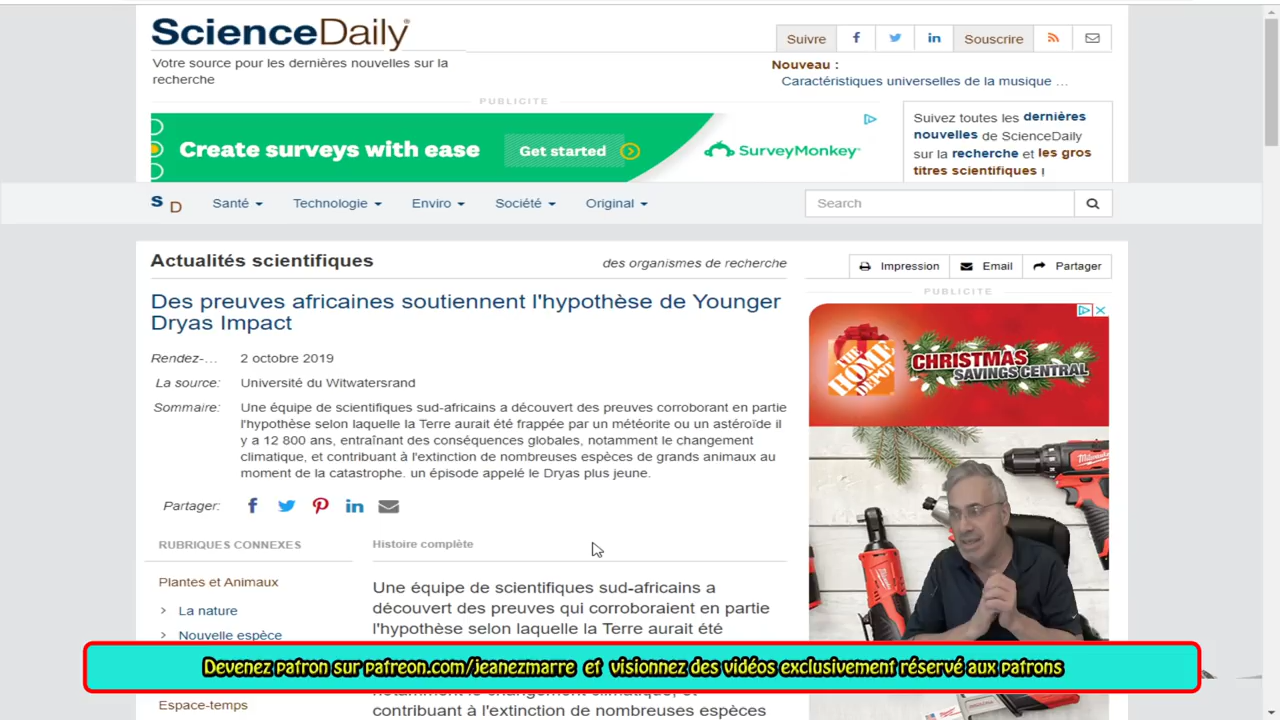 ScienceDaily
Votre source pour les dernières nouvelles sur la
recherche
Suivre
Souscrire
Nouveau :
Caractéristiques universelles de la musique ...
PUBLICITE
Create surveys with ease
Get started
SurveyMonkey
Suivez toutes les dernières
nouvelles de ScienceDaily
sur la recherche et les gros
titres scientifiques !
S D
Santé
Technologie
Enviro
Société
Original
Search
Actualités scientifiques
des organismes de recherche
Impression
Email
Partager
PUBLICITE
Des preuves africaines soutiennent l'hypothèse de Younger
Dryas Impact
Rendez-... 2 octobre 2019
La source: Université du Witwatersrand
Sommaire: Une équipe de scientifiques sud-africains a découvert des preuves corroborant en partie
l'hypothèse selon laquelle la Terre aurait été frappée par un météorite ou un astéroïde il
y a 12 800 ans, entraînant des conséquences globales, notamment le changement
climatique, et contribuant à l'extinction de nombreuses espèces de grands animaux au
moment de la catastrophe. un épisode appelé le Dryas plus jeune.
Partager:
THE HOME DEPOT
CHRISTMAS
SAVINGS CENTRAL
Milwaukee
RUBRIQUES CONNEXES
Plantes et Animaux
La nature
Nouvelle espèce
Espace-temps
Histoire complète
Une équipe de scientifiques sud-africains a
découvert des preuves qui corroboraient en partie
l'hypothèse selon laquelle la Terre aurait été
notamment le changement climatique, et
contribuant à l'extinction de nombreuses espèces
Devenez patron sur patreon.com/jeanezmarre et visionnez des vidéos exclusivement réservé aux patrons